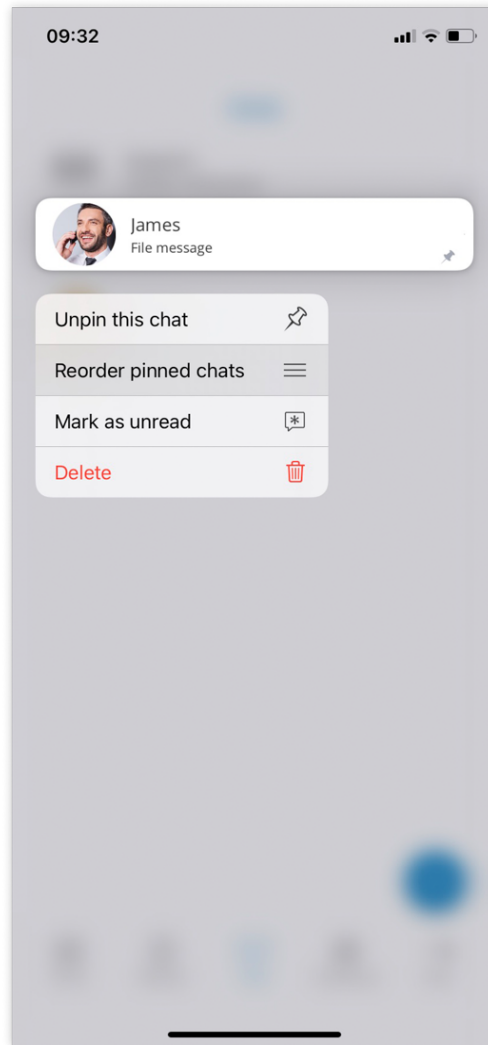 09:32
James
File message
Unpin this chat
Reorder pinned chats
Mark as unread
Delete